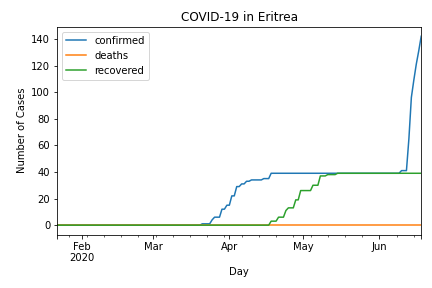 COVID-19 in Eritrea
confirmed
deaths
recovered
Number of Cases
140
120
100
80
60
40
20
0
Feb Mar Apr May Jun
2020
Day